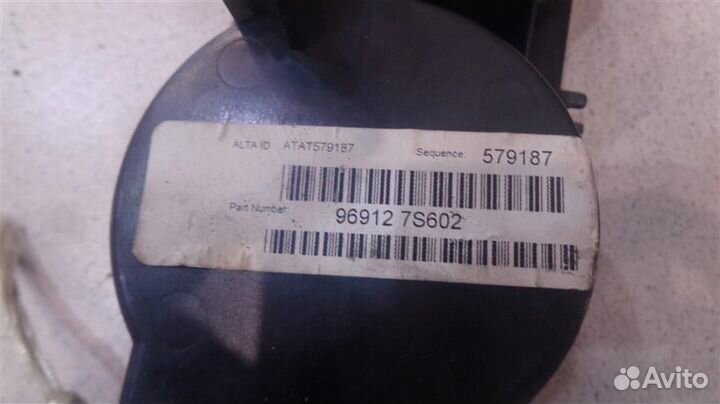 ALTA ID ATAT579187 Sequence: 579187
Part Number: 96912 7S602
Avito